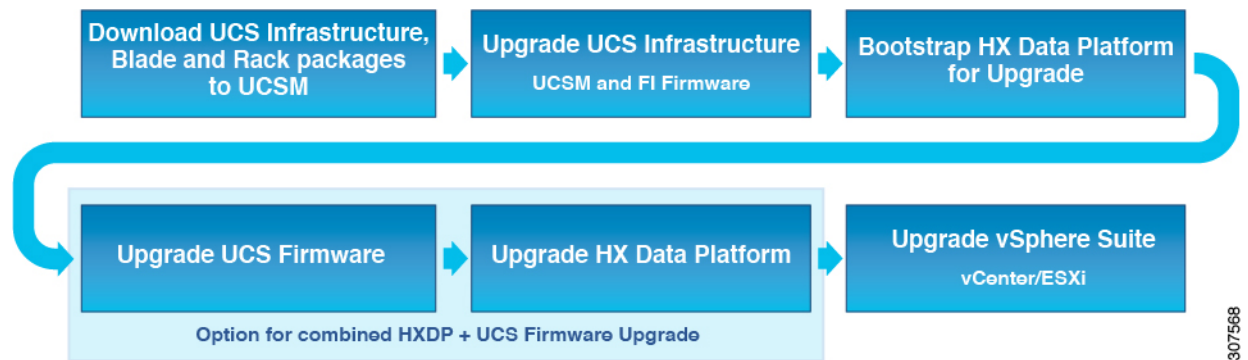 Download UCS Infrastructure,
Blade and Rack packages
to UCSM
Upgrade UCS Infrastructure
UCSM and FI Firmware
Bootstrap HX Data Platform
for Upgrade
Upgrade UCS Firmware
Upgrade HX Data Platform
Option for combined HXDP + UCS Firmware Upgrade
Upgrade vSphere Suite
vCenter/ESXi
307568